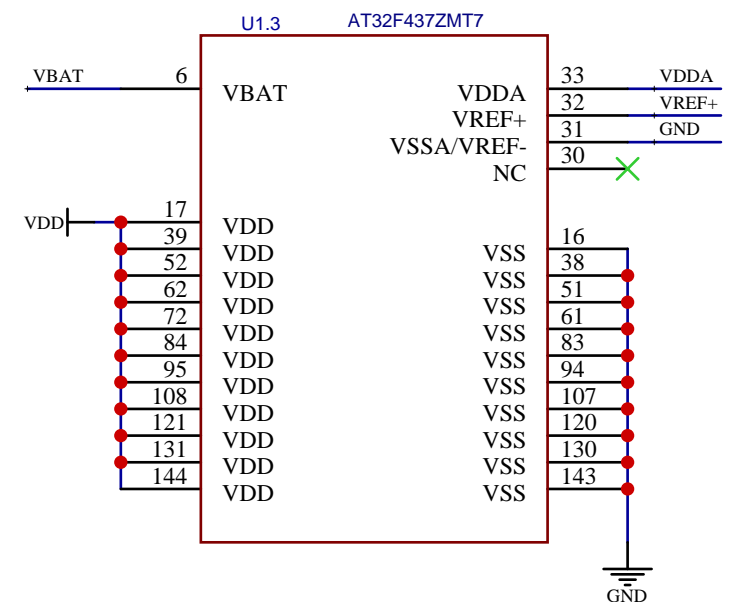 U1.3 AT32F437ZMT7
VBAT 6 VBAT VDDA 33 VDDA
VREF+ 32 VREF+
VSSA/VREF- 31 GND
NC 30
VDD 17 VDD
39 VDD VSS 16
52 VDD VSS 38
62 VDD VSS 51
72 VDD VSS 61
84 VDD VSS 83
95 VDD VSS 94
108 VDD VSS 107
121 VDD VSS 120
131 VDD VSS 130
144 VDD VSS 143
GND